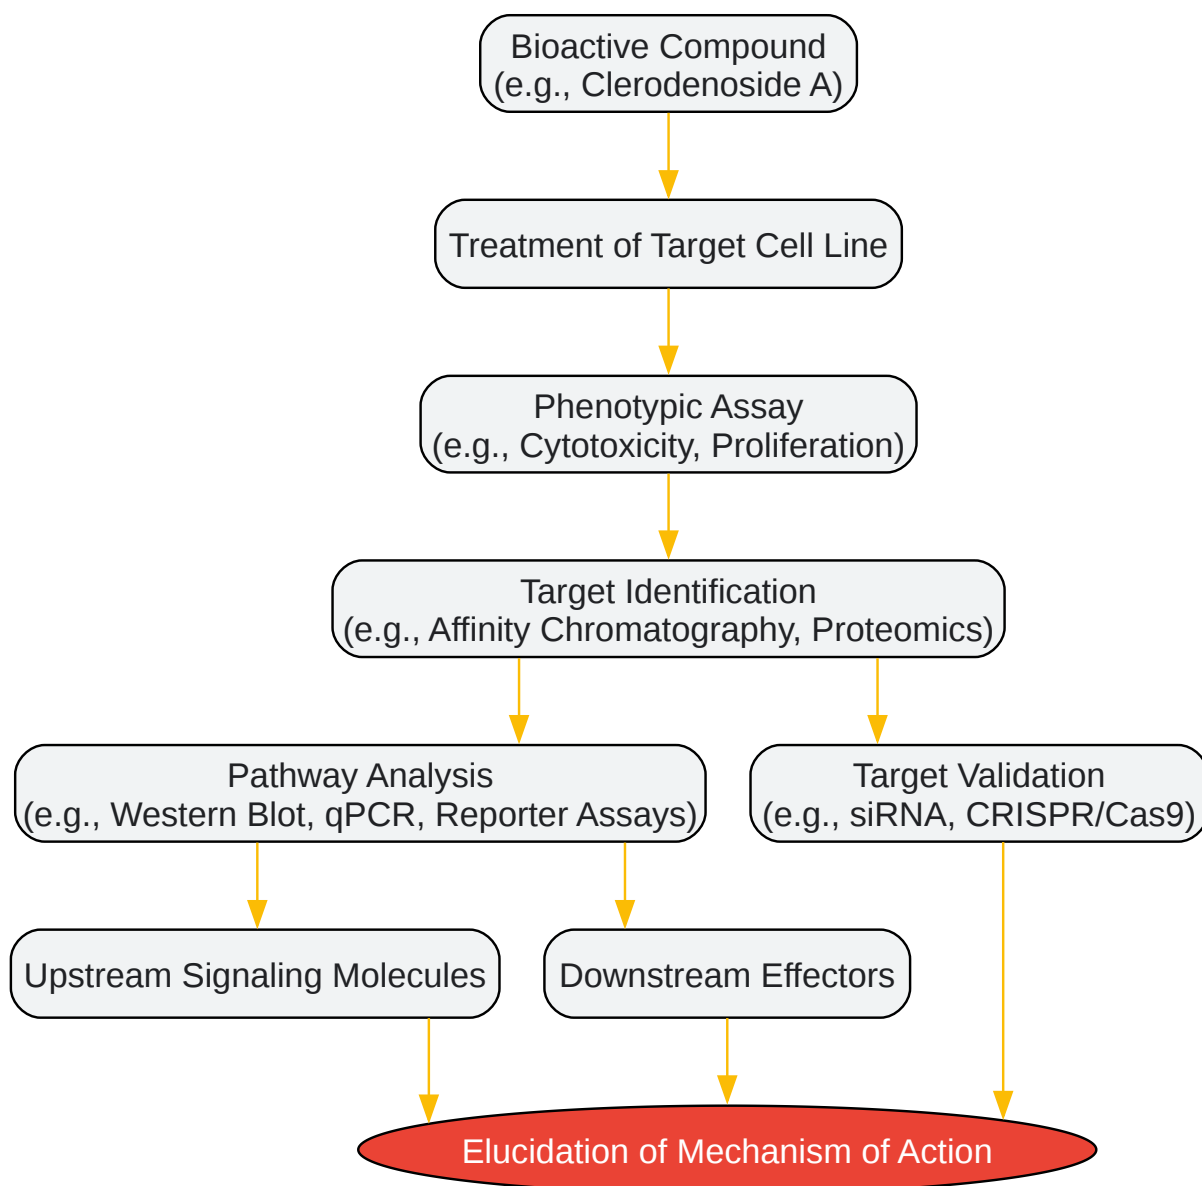 Bioactive Compound
(e.g., Clerodenoside A)
Treatment of Target Cell Line
Phenotypic Assay
(e.g., Cytotoxicity, Proliferation)
Target Identification
(e.g., Affinity Chromatography, Proteomics)
Pathway Analysis
(e.g., Western Blot, qPCR, Reporter Assays)
Target Validation
(e.g., siRNA, CRISPR/Cas9)
Upstream Signaling Molecules
Downstream Effectors
Elucidation of Mechanism of Action